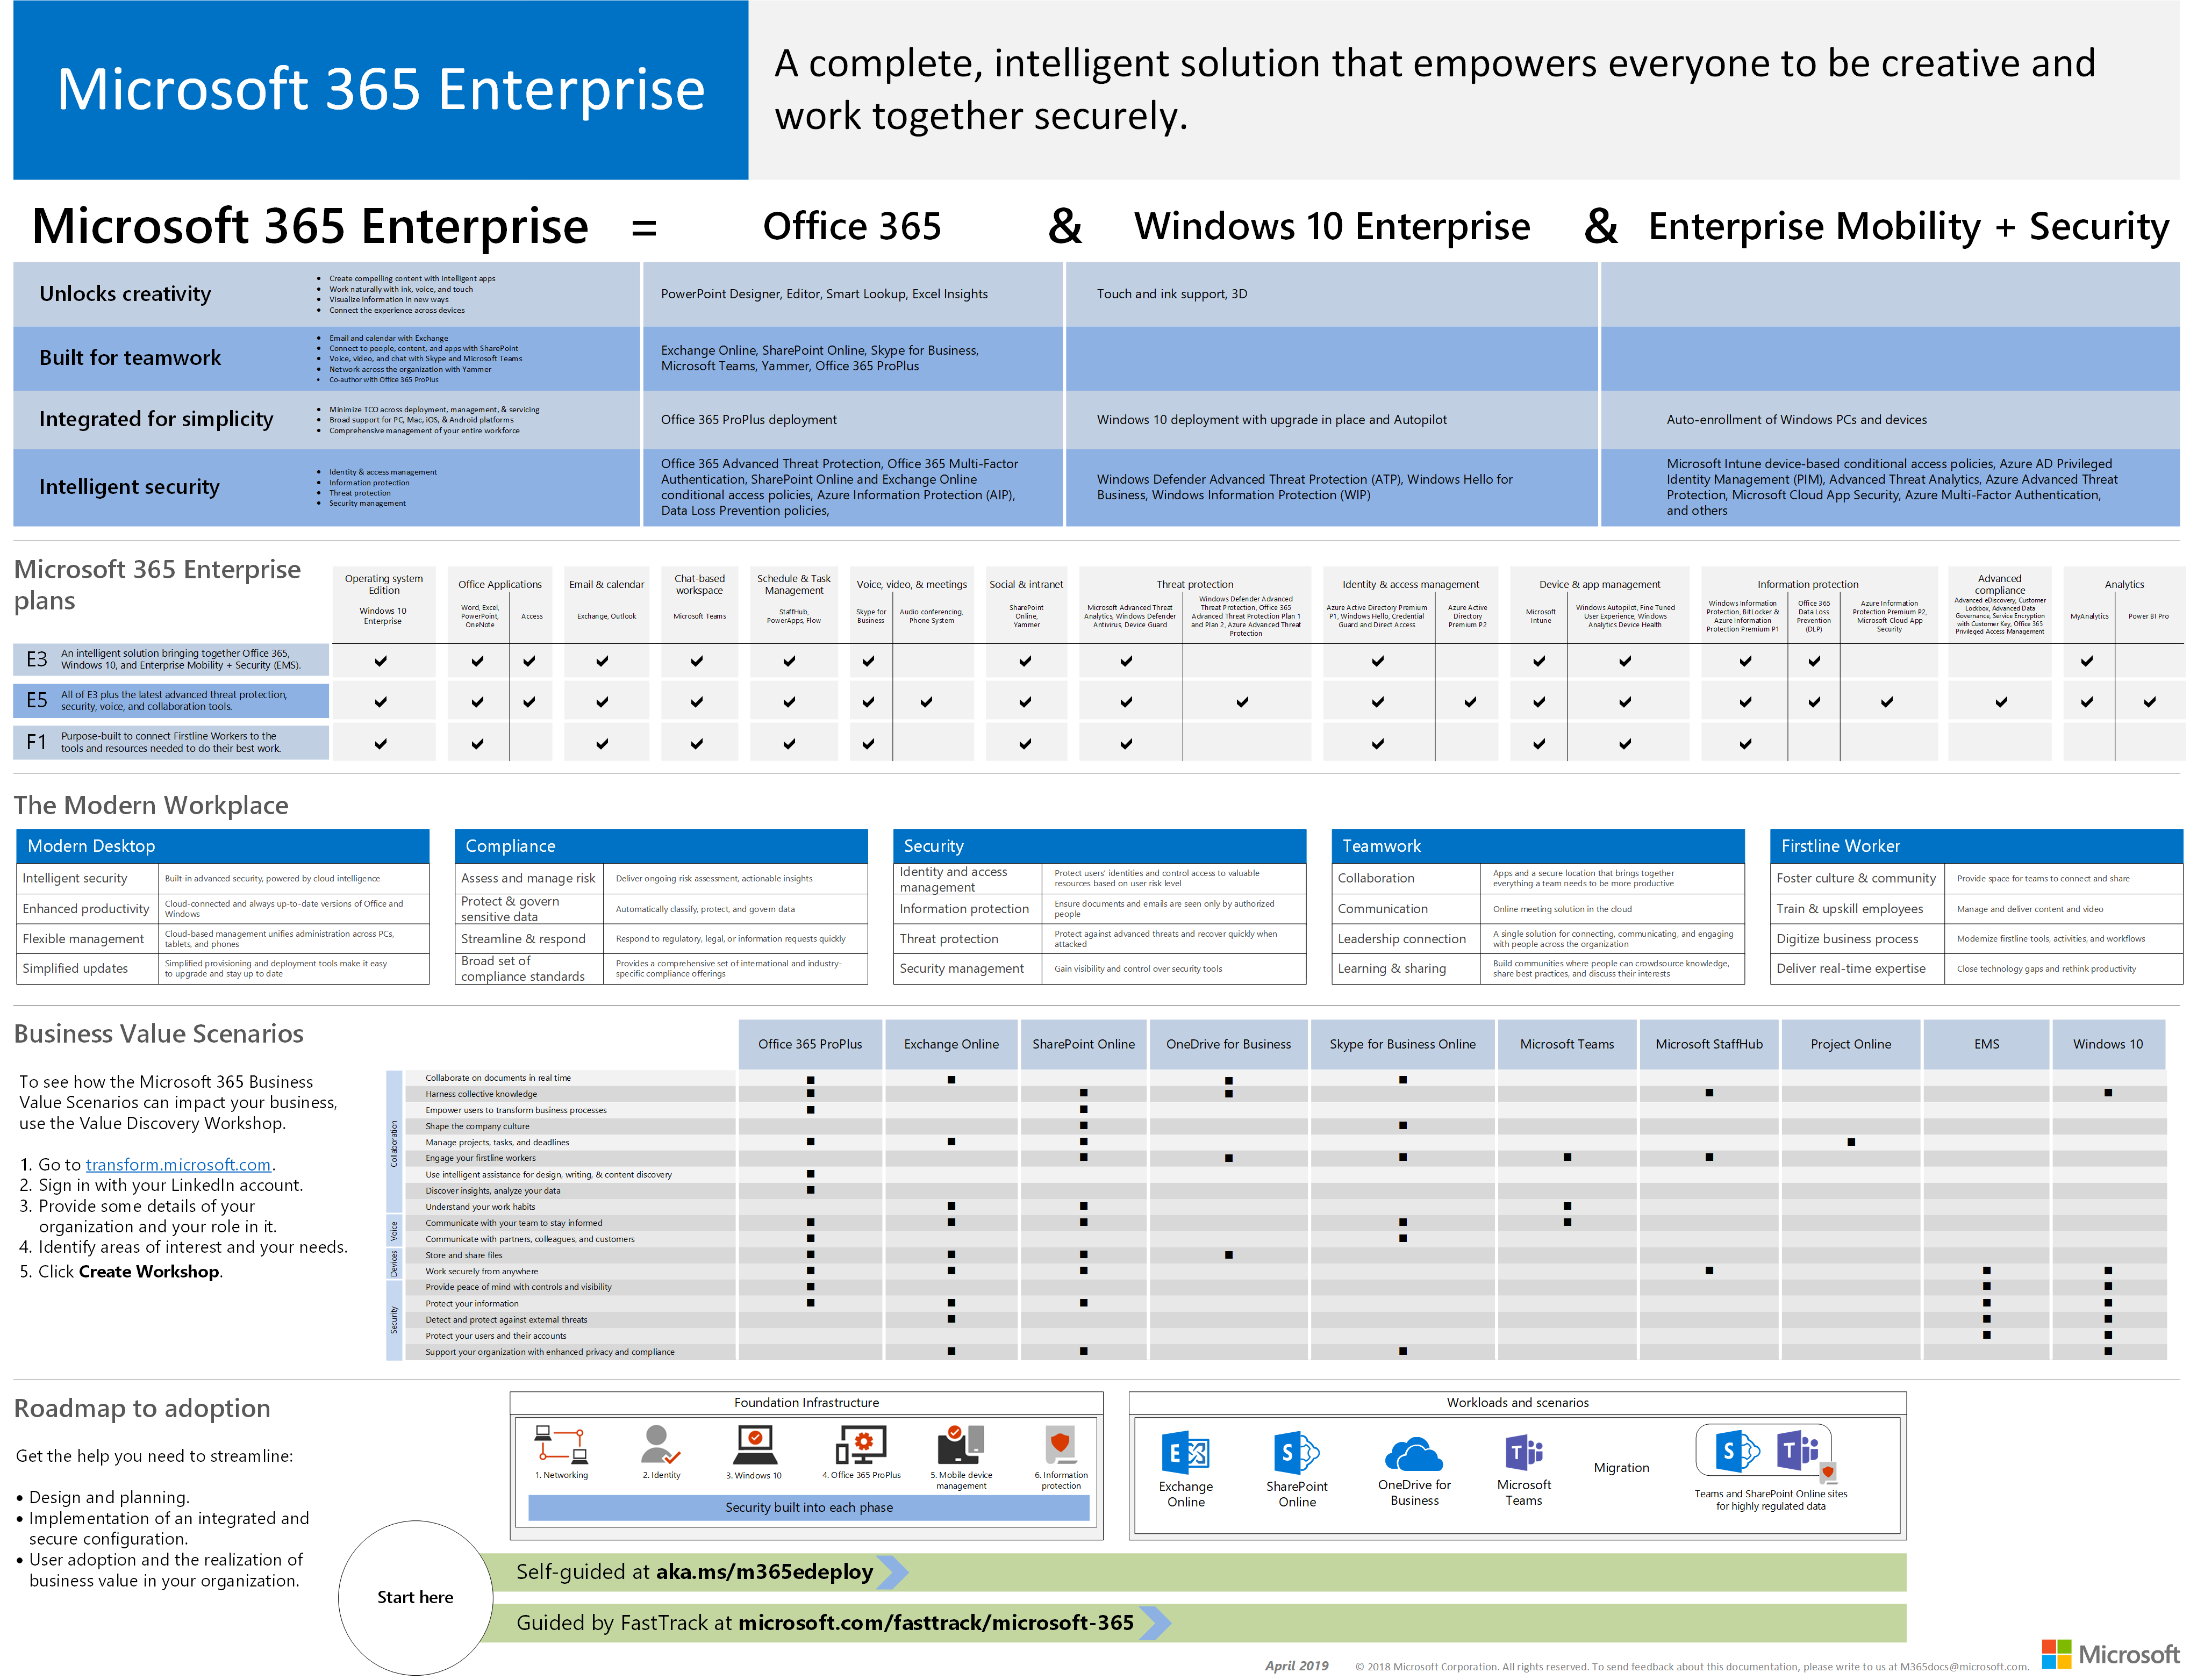 Microsoft 365 Enterprise
A complete, intelligent solution that empowers everyone to be creative and
work together securely.
Microsoft 365 Enterprise = Office 365 & Windows 10 Enterprise & Enterprise Mobility + Security
Unlocks creativity
• Create compelling content with intelligent apps
• Work naturally with ink, voice, and touch
• Visualize information in new ways
• Connect the experience across devices
PowerPoint Designer, Editor, Smart Lookup, Excel Insights
Touch and ink support, 3D
Built for teamwork
• Email and calendar with Exchange
• Connect to people, content, and apps with SharePoint
• Voice, video, and chat with Skype and Microsoft Teams
• Network across the organization with Yammer
• Co-author with Office 365 ProPlus
Exchange Online, SharePoint Online, Skype for Business,
Microsoft Teams, Yammer, Office 365 ProPlus
Integrated for simplicity
• Minimize TCO across deployment, management, & servicing
• Broad support for PC, Mac, iOS, & Android platforms
• Comprehensive management of your entire workforce
Office 365 ProPlus deployment
Windows 10 deployment with upgrade in place and Autopilot
Auto-enrollment of Windows PCs and devices
Intelligent security
• Identity & access management
• Information protection
• Threat protection
• Security management
Office 365 Advanced Threat Protection, Office 365 Multi-Factor
Authentication, SharePoint Online and Exchange Online
conditional access policies, Azure Information Protection (AIP),
Data Loss Prevention policies,
Windows Defender Advanced Threat Protection (ATP), Windows Hello for
Business, Windows Information Protection (WIP)
Microsoft Intune device-based conditional access policies, Azure AD Privileged
Identity Management (PIM), Advanced Threat Analytics, Azure Advanced Threat
Protection, Microsoft Cloud App Security, Azure Multi-Factor Authentication,
and others
Microsoft 365 Enterprise
plans
Operating system
Edition
Windows 10
Enterprise
Office Applications
Word, Excel,
PowerPoint,
OneNote
Access
Email & calendar
Exchange, Outlook
Chat-based
workspace
Microsoft Teams
Schedule & Task
Management
StaffHub,
PowerApps, Flow
Voice, video, & meetings
Skype for
Business
Audio conferencing,
Phone System
Social & intranet
SharePoint
Online,
Yammer
Threat protection
Microsoft Advanced Threat
Analytics, Windows Defender
Antivirus, Device Guard
Windows Defender Advanced
Threat Protection, Office 365
Advanced Threat Protection Plan 1
and Plan 2, Azure Advanced Threat
Protection
Identity & access management
Azure Active Directory Premium
P1, Windows Hello, Credential
Guard and Direct Access
Azure Active
Directory
Premium P2
Device & app management
Microsoft
Intune
Windows Autopilot, Fine Tuned
User Experience, Windows
Analytics Device Health
Information protection
Windows Information
Protection, BitLocker &
Azure Information
Protection Premium P1
Office 365
Data Loss
Prevention
(DLP)
Azure Information
Protection Premium P2,
Microsoft Cloud App
Security
Advanced
compliance
Advanced eDiscovery, Customer
Lockbox, Advanced Data
Governance, Service Encryption
with Customer Key, Office 365
Privileged Access Management
Analytics
MyAnalytics
Power BI Pro
E3
An intelligent solution bringing together Office 365,
Windows 10, and Enterprise Mobility + Security (EMS).
E5
All of E3 plus the latest advanced threat protection,
security, voice, and collaboration tools.
F1
Purpose-built to connect Firstline Workers to the
tools and resources needed to do their best work.
The Modern Workplace
Modern Desktop
Intelligent security
Built-in advanced security, powered by cloud intelligence
Enhanced productivity
Cloud-connected and always up-to-date versions of Office and
Windows
Flexible management
Cloud-based management unifies administration across PCs,
tablets, and phones
Simplified updates
Simplified provisioning and deployment tools make it easy
to upgrade and stay up to date
Compliance
Assess and manage risk
Deliver ongoing risk assessment, actionable insights
Protect & govern
sensitive data
Automatically classify, protect, and govern data
Streamline & respond
Respond to regulatory, legal, or information requests quickly
Broad set of
compliance standards
Provides a comprehensive set of international and industry-
specific compliance offerings
Security
Identity and access
management
Protect users' identities and control access to valuable
resources based on user risk level
Information protection
Ensure documents and emails are seen only by authorized
people
Threat protection
Protect against advanced threats and recover quickly when
attacked
Security management
Gain visibility and control over security tools
Teamwork
Collaboration
Apps and a secure location that brings together
everything a team needs to be more productive
Communication
Online meeting solution in the cloud
Leadership connection
A single solution for connecting, communicating, and engaging
with people across the organization
Learning & sharing
Build communities where people can crowdsource knowledge,
share best practices, and discuss their interests
Firstline Worker
Foster culture & community
Provide space for teams to connect and share
Train & upskill employees
Manage and deliver content and video
Digitize business process
Modernize firstline tools, activities, and workflows
Deliver real-time expertise
Close technology gaps and rethink productivity
Business Value Scenarios
To see how the Microsoft 365 Business
Value Scenarios can impact your business,
use the Value Discovery Workshop.
1. Go to transform.microsoft.com.
2. Sign in with your LinkedIn account.
3. Provide some details of your
organization and your role in it.
4. Identify areas of interest and your needs.
5. Click Create Workshop.
Office 365 ProPlus
Exchange Online
SharePoint Online
OneDrive for Business
Skype for Business Online
Microsoft Teams
Microsoft StaffHub
Project Online
EMS
Windows 10
Collaboration
Collaborate on documents in real time
Harness collective knowledge
Empower users to transform business processes
Shape the company culture
Manage projects, tasks, and deadlines
Engage your firstline workers
Use intelligent assistance for design, writing, & content discovery
Discover insights, analyze your data
Understand your work habits
Voice
Communicate with your team to stay informed
Communicate with partners, colleagues, and customers
Devices
Store and share files
Work securely from anywhere
Security
Provide peace of mind with controls and visibility
Protect your information
Detect and protect against external threats
Protect your users and their accounts
Support your organization with enhanced privacy and compliance
Roadmap to adoption
Get the help you need to streamline:
• Design and planning.
• Implementation of an integrated and
secure configuration.
• User adoption and the realization of
business value in your organization.
Foundation Infrastructure
1. Networking
2. Identity
3. Windows 10
4. Office 365 ProPlus
5. Mobile device
management
6. Information
protection
Security built into each phase
Workloads and scenarios
E
Exchange
Online
S
SharePoint
Online
OneDrive for
Business
T
Microsoft
Teams
Migration
S
T
Teams and SharePoint Online sites
for highly regulated data
Start here
Self-guided at aka.ms/m365edeploy
Guided by FastTrack at microsoft.com/fasttrack/microsoft-365
April 2019
© 2018 Microsoft Corporation. All rights reserved. To send feedback about this documentation, please write to us at M365docs@microsoft.com.
Microsoft